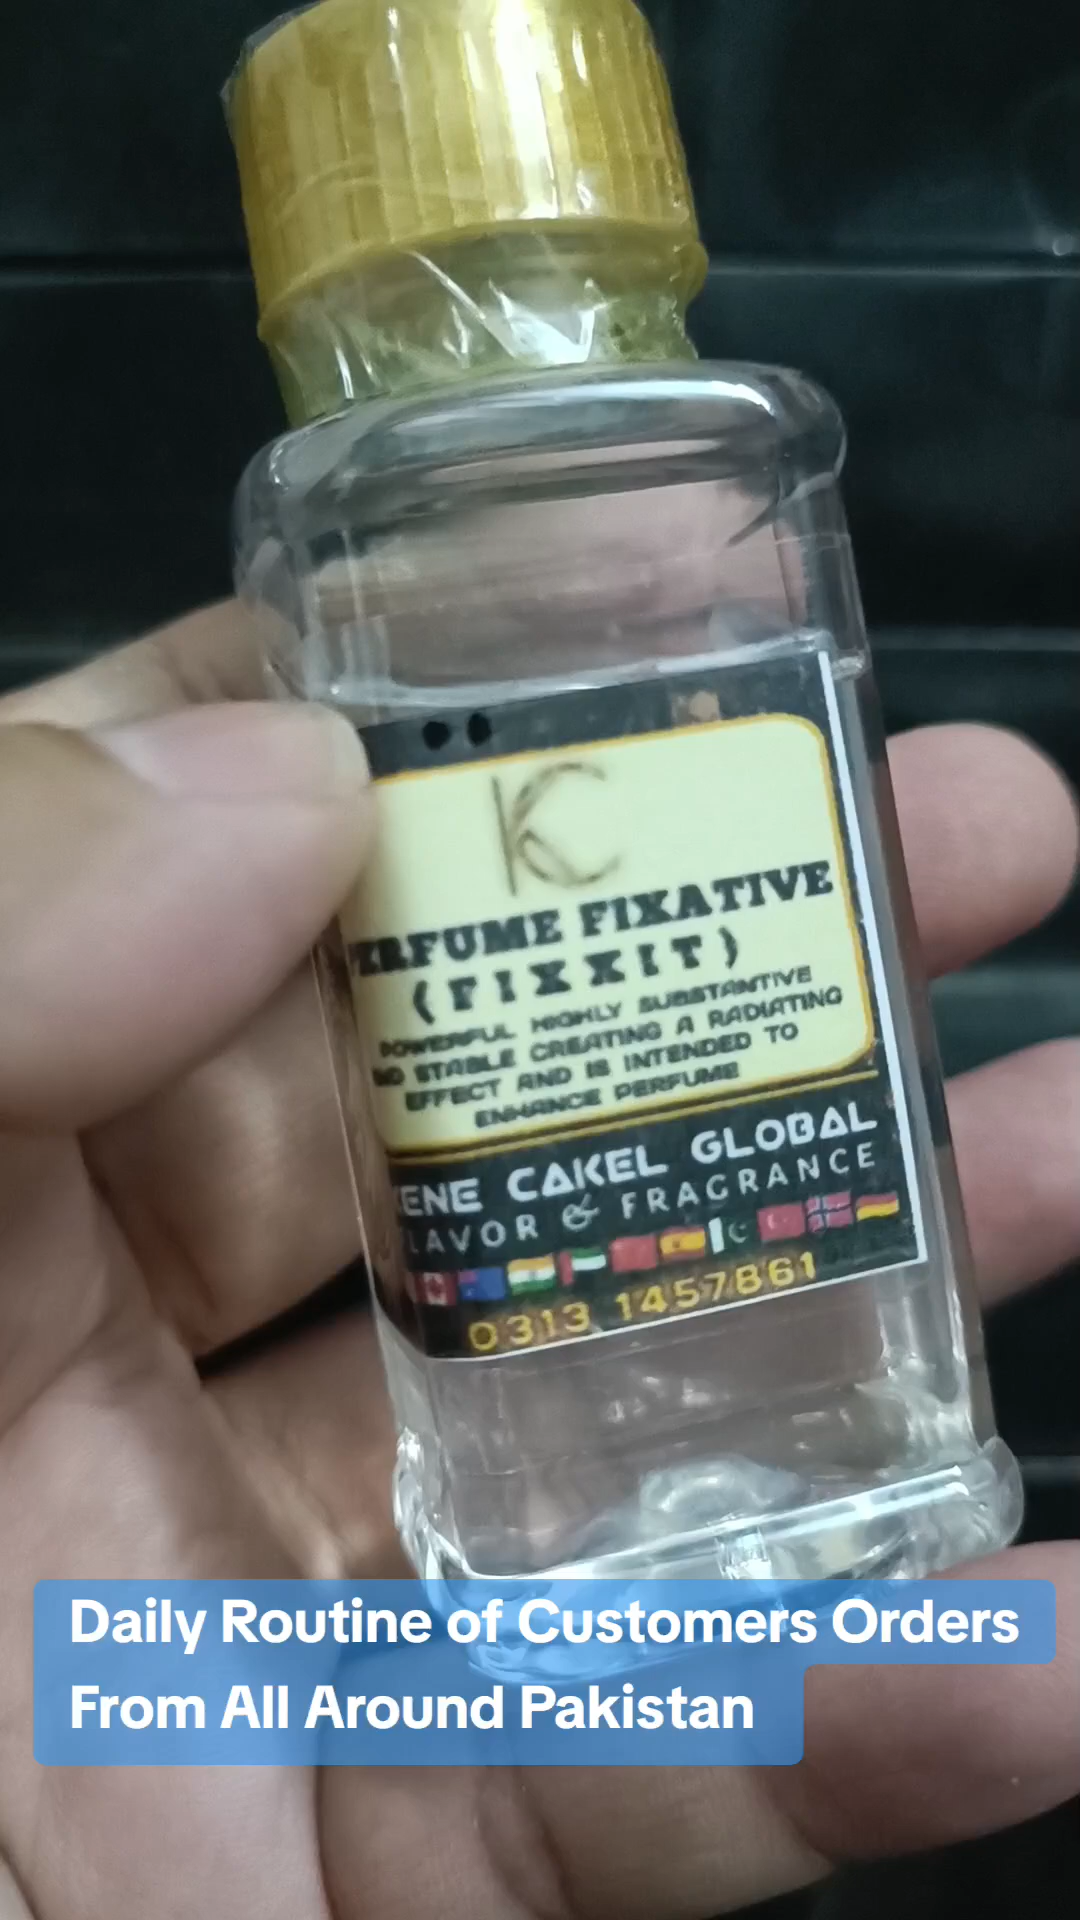 KC
PERFUME FIXATIVE
(FIXXIT)
POWERFUL HIGHLY SUBSTANTIVE
AND STABLE CREATING A RADIATING
EFFECT AND IS INTENDED TO
ENHANCE PERFUME
CAKEL GLOBAL
FLAVOR & FRAGRANCE
0313 1457861
Daily Routine of Customers Orders
From All Around Pakistan